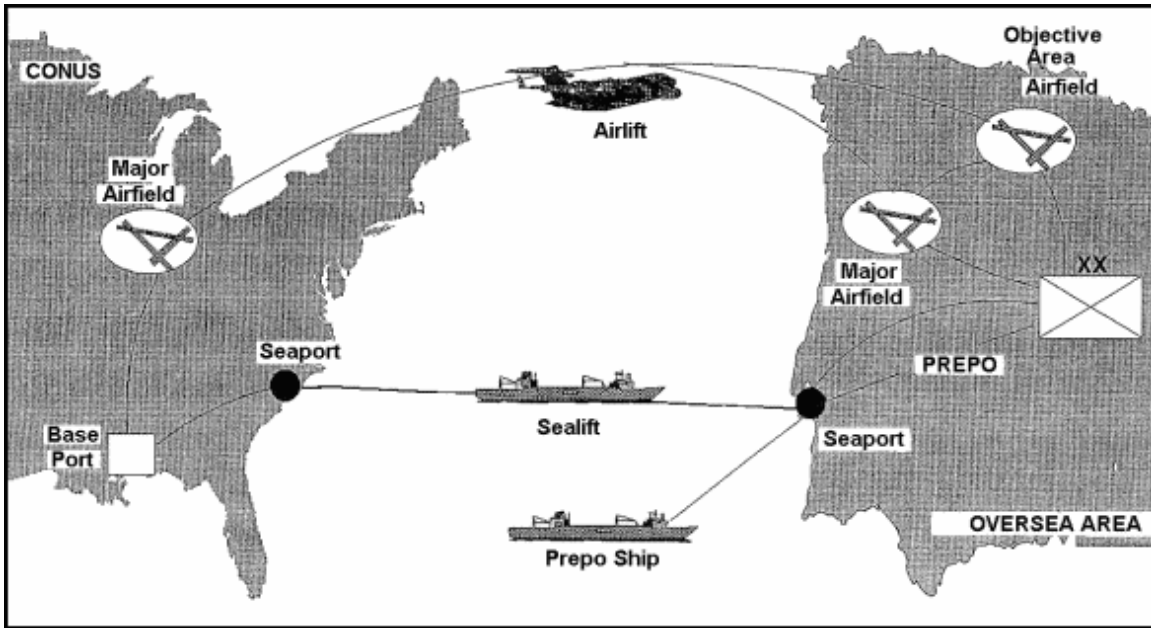 CONUS
Objective
Area
Airfield
Airlift
Major
Airfield
XX
Major
Airfield
Seaport
PREPO
Base
Port
Sealift
Seaport
OVERSEA AREA
Prepo Ship